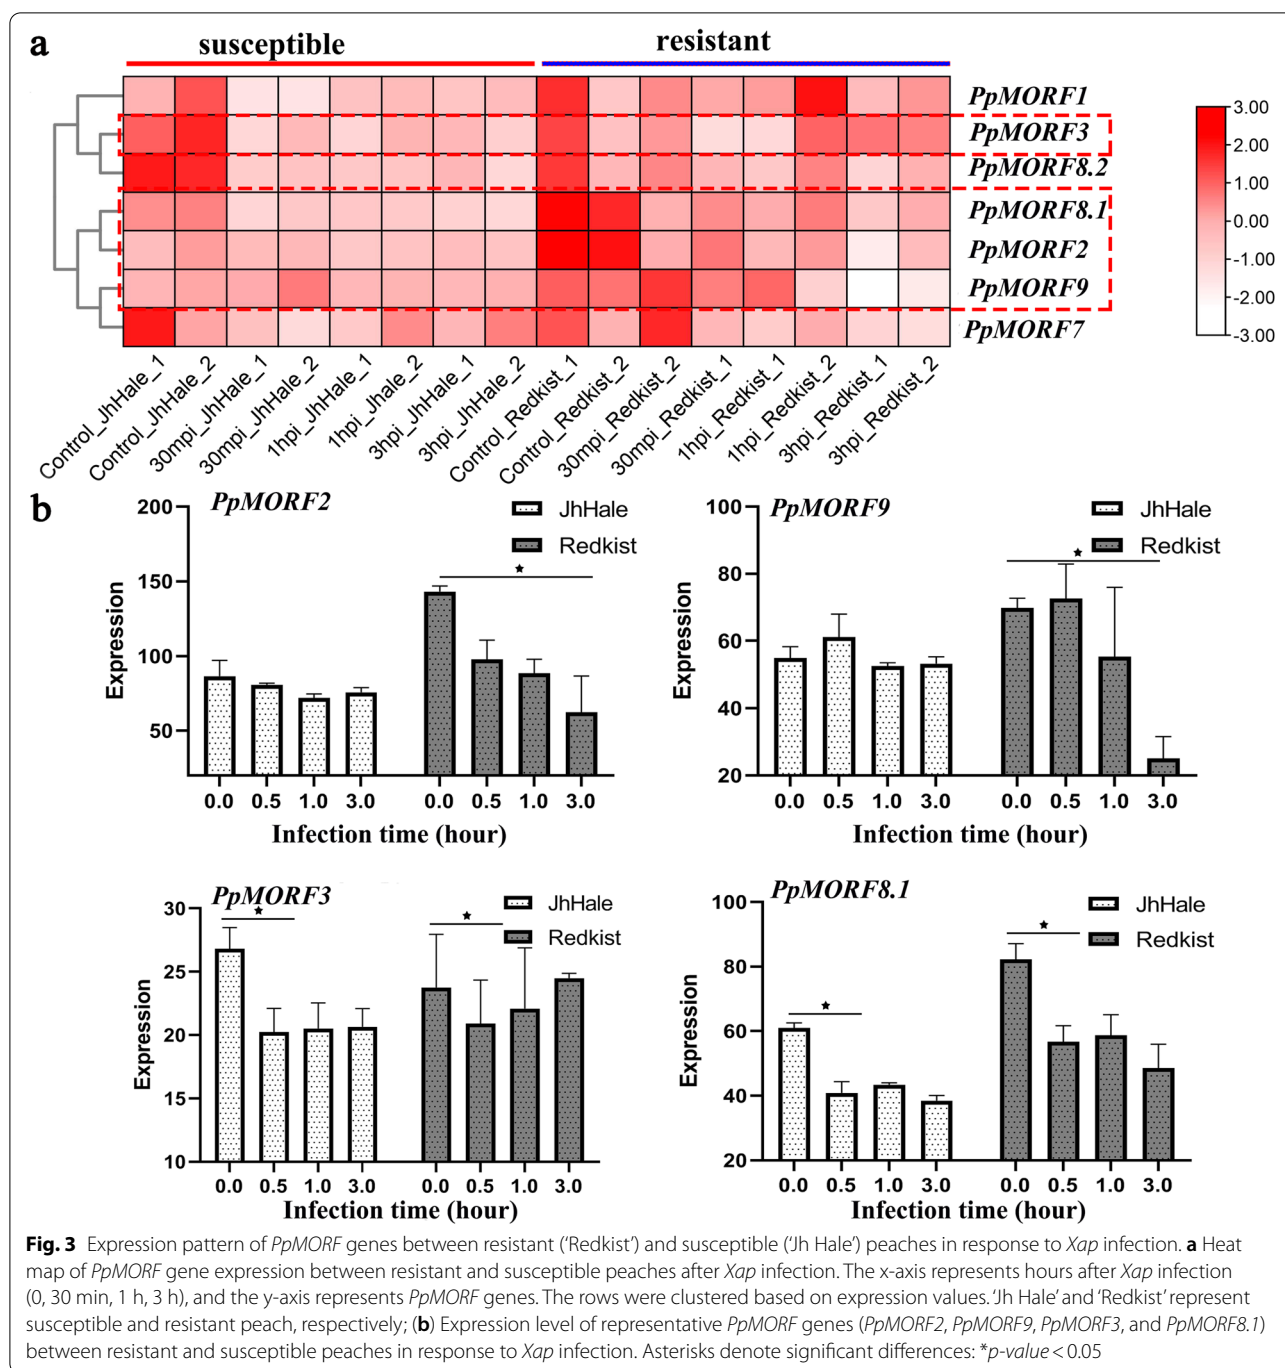 a
susceptible resistant
PpMORF1
PpMORF3
PpMORF8.2
PpMORF8.1
PpMORF2
PpMORF9
PpMORF7
3.00
2.00
1.00
0.00
-1.00
-2.00
-3.00
Control_JhHale_1
Control_JhHale_2
30mpi_JhHale_1
30mpi_JhHale_2
1hpi_JhHale_1
1hpi_Jhale_2
3hpi_JhHale_1
3hpi_JhHale_2
Control_Redkist_1
Control_Redkist_2
30mpi_Redkist_2
30mpi_Redkist_1
1hpi_Redkist_1
1hpi_Redkist_2
3hpi_Redkist_1
3hpi_Redkist_2
b
PpMORF2
JhHale
Redkist
Expression
200
150
100
50
0.0 0.5 1.0 3.0 0.0 0.5 1.0 3.0
Infection time (hour)
PpMORF9
JhHale
Redkist
Expression
100
80
60
40
20
0.0 0.5 1.0 3.0 0.0 0.5 1.0 3.0
Infection time (hour)
PpMORF3
JhHale
Redkist
Expression
30
25
20
15
10
0.0 0.5 1.0 3.0 0.0 0.5 1.0 3.0
Infection time (hour)
PpMORF8.1
JhHale
Redkist
Expression
100
80
60
40
20
0.0 0.5 1.0 3.0 0.0 0.5 1.0 3.0
Infection time (hour)
Fig. 3 Expression pattern of PpMORF genes between resistant (‘Redkist’) and susceptible (‘Jh Hale’) peaches in response to Xap infection. a Heat
map of PpMORF gene expression between resistant and susceptible peaches after Xap infection. The x-axis represents hours after Xap infection
(0, 30 min, 1 h, 3 h), and the y-axis represents PpMORF genes. The rows were clustered based on expression values. ‘Jh Hale’ and ‘Redkist’ represent
susceptible and resistant peach, respectively; (b) Expression level of representative PpMORF genes (PpMORF2, PpMORF9, PpMORF3, and PpMORF8.1)
between resistant and susceptible peaches in response to Xap infection. Asterisks denote significant differences: *p-value < 0.05